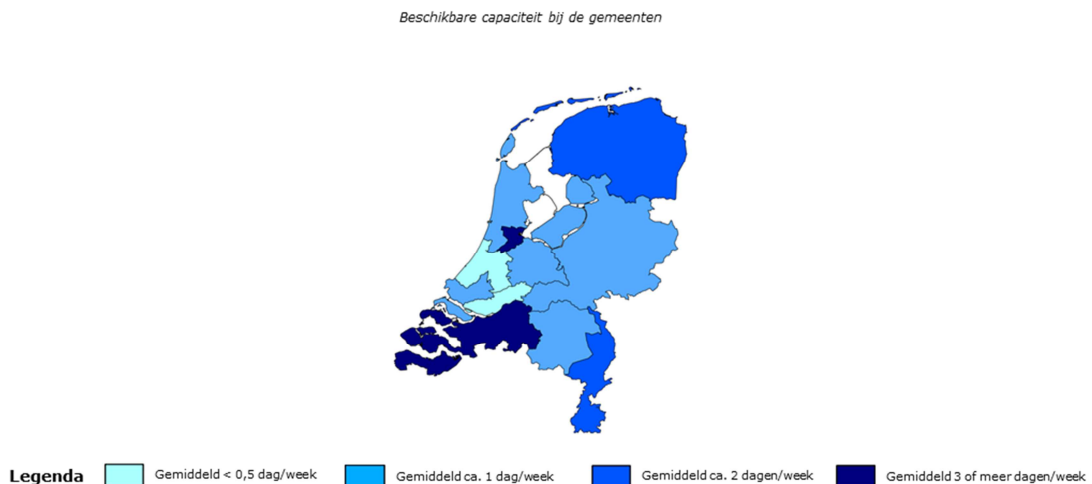 Beschikbare capaciteit bij de gemeenten
Legenda Gemiddeld < 0,5 dag/week Gemiddeld ca. 1 dag/week Gemiddeld ca. 2 dagen/week Gemiddeld 3 of meer dagen/week